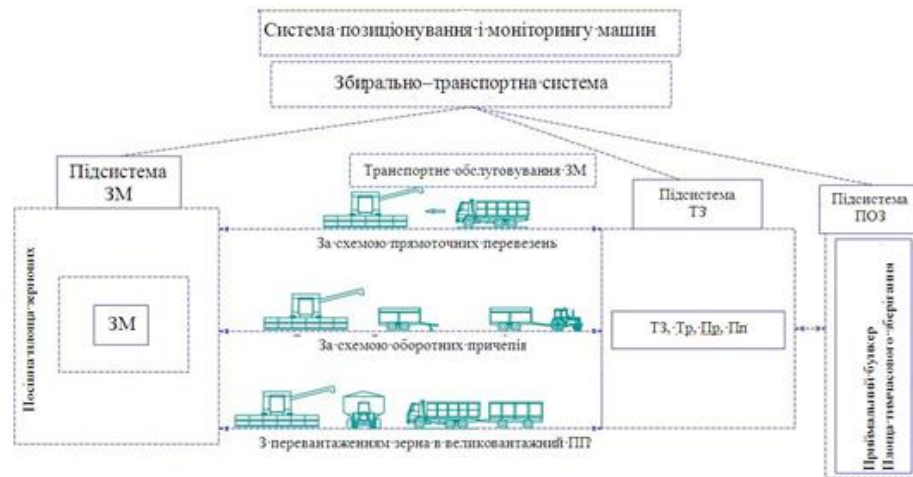 Система позиціонування і моніторингу машин
Збирально–транспортна система
Підсистема
ЗМ
Транспортне обслуговування ЗМ
Підсистема
ТЗ
Підсистема
ПОЗ
За схемою прямоточних перевезень
Посівна площа зернових
ЗМ
ТЗ, Тр, Пр, Пп
За схемою оборотних причепів
Приймальний бункер
Площа тимчасового зберігання
З перевантаженням зерна в великовантажний ПП